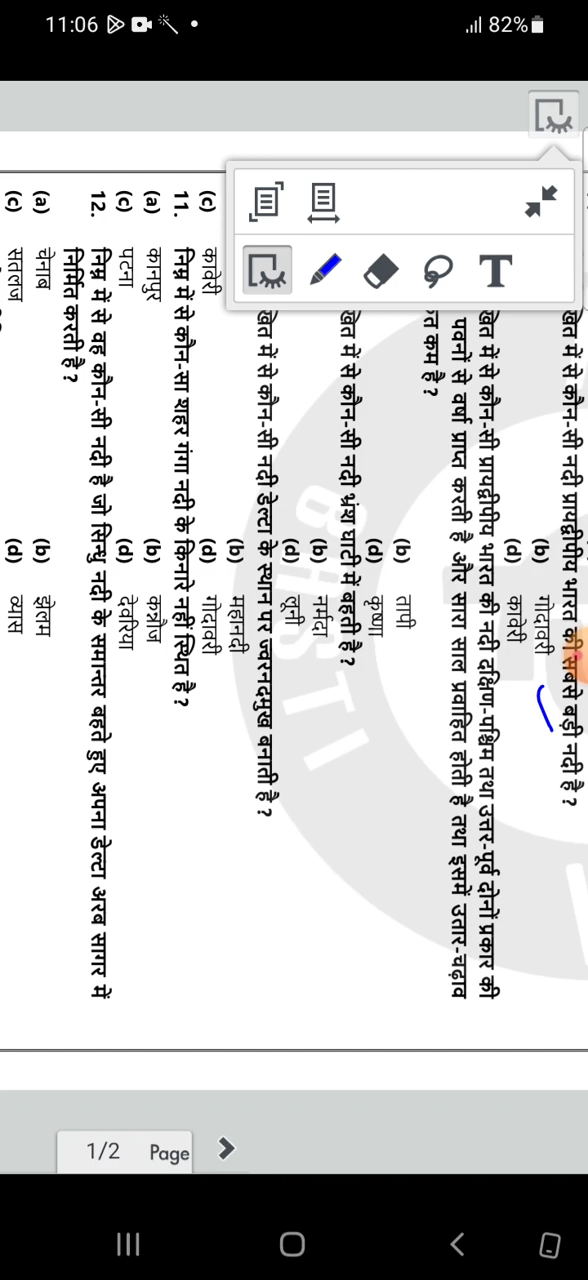 11:06
82%
T
में से कौन-सी नदी प्रायद्वीपीय भारत की सबसे बड़ी नदी है ?
(b) गोदावरी
(d) कावेरी
में से कौन-सी प्रायद्वीपीय भारत की नदी दक्षिण-पश्चिम तथा उत्तर-पूर्व दोनों प्रकार की
पवनों से वर्षा प्राप्त करती है और सारा साल प्रवाहित होती है तथा इसमें उतार-चढ़ाव
कम है ?
(b) तापी
(d) कृष्णा
में से कौन-सी नदी भ्रंश घाटी में बहती है ?
(b) नर्मदा
(d) लूनी
में से कौन-सी नदी डेल्टा के स्थान पर ज्वारनदमुख बनाती है ?
(b) महानदी
(c) कावेरी (d) गोदावरी
11. निम्न में से कौन-सा शहर गंगा नदी के किनारे नहीं स्थित है ?
(a) कानपुर (b) कन्नौज
(c) पटना (d) देवरिया
12. निम्न में से वह कौन-सी नदी है जो सिन्धु नदी के समान्तर बहते हुए अपना डेल्टा अरब सागर में
निर्मित करती है ?
(a) चेनाब (b) झेलम
(c) सतलज (d) व्यास
1/2 Page